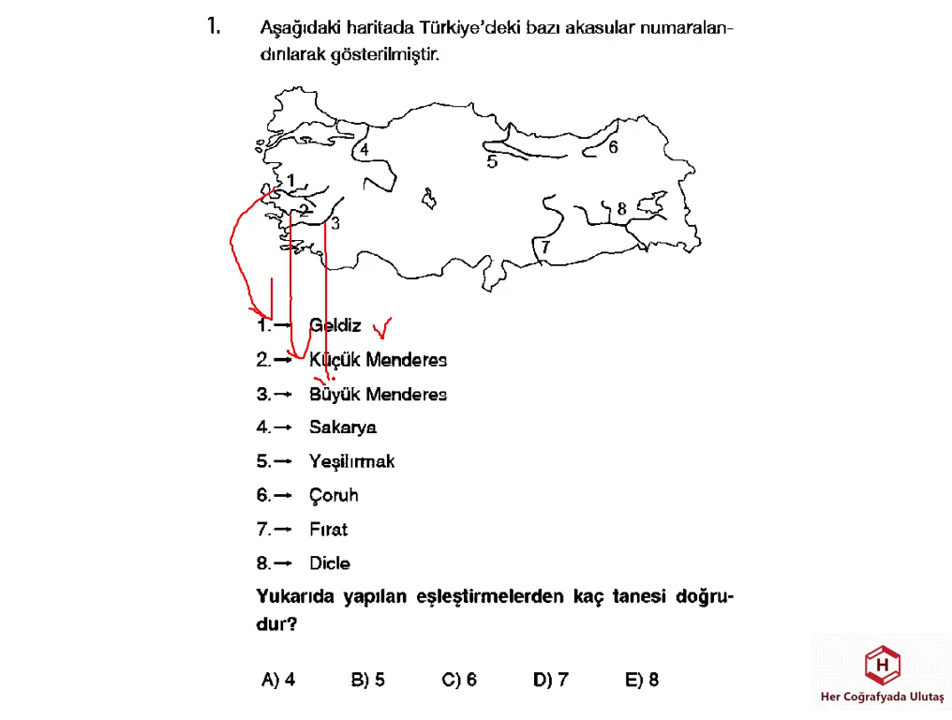 1. Aşağıdaki haritada Türkiye'deki bazı akasular numaralan-
dırılarak gösterilmiştir.
1
2
3
4
5
6
7
8
1.→ Geldiz
2.→ Küçük Menderes
3.→ Büyük Menderes
4.→ Sakarya
5.→ Yeşilırmak
6.→ Çoruh
7.→ Fırat
8.→ Dicle
Yukarıda yapılan eşleştirmelerden kaç tanesi doğru-
dur?
A) 4 B) 5 C) 6 D) 7 E) 8
H
Her Coğrafyada Ulutaş